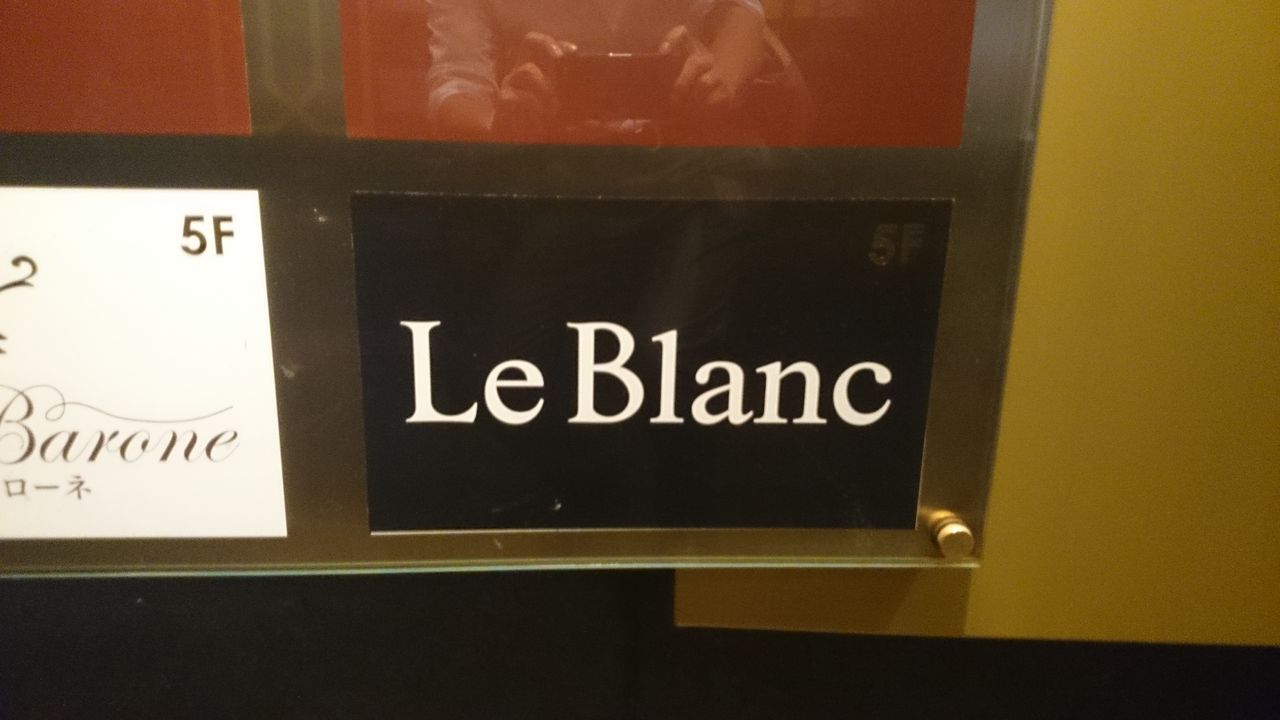 5F
Barone
ローネ
5F
Le Blanc